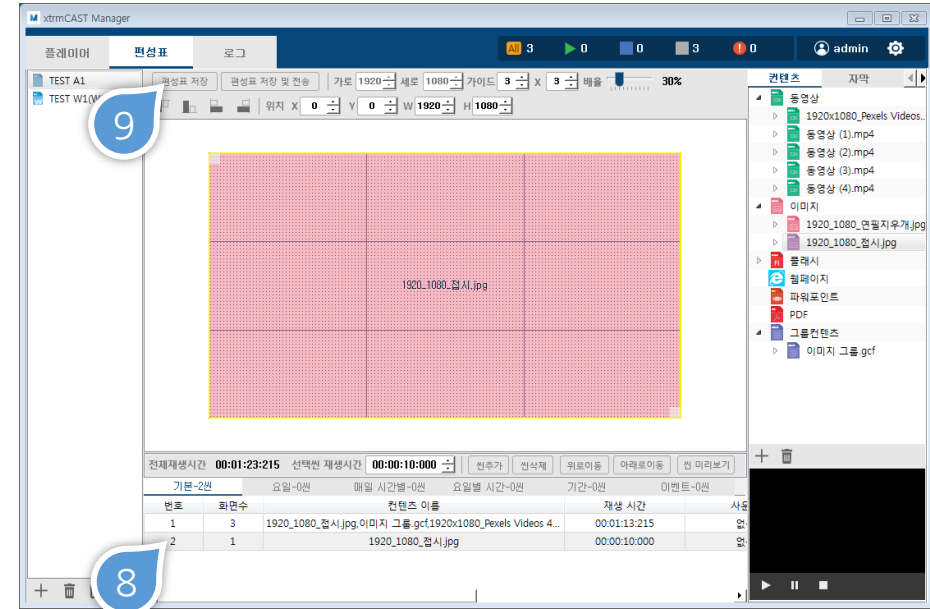 M xtrmCAST Manager
플레이어 편성표 로그 All 3 0 0 3 0 admin
TEST A1
TEST W1(W
편성표 저장 편성표 저장 및 전송 가로 1920 세로 1080 가이드 3 X 3 배율 30%
위치 X 0 Y 0 W 1920 H 1080
9
1920_1080_접시.jpg
컨텐츠 자막
동영상
1920x1080_Pexels Videos..
동영상 (1).mp4
동영상 (2).mp4
동영상 (3).mp4
동영상 (4).mp4
이미지
1920_1080_연필지우개.jpg
1920_1080_접시.jpg
플래시
웹페이지
파워포인트
PDF
그룹컨텐츠
이미지 그룹.gcf
전체재생시간 00:01:23:215 선택씬 재생시간 00:00:10:000 씬추가 씬삭제 위로이동 아래로이동 씬 미리보기
기본-2씬 요일-0씬 매일 시간별-0씬 요일별 시간-0씬 기간-0씬 이벤트-0씬
번호 화면수 컨텐츠 이름 재생 시간
1 3 1920_1080_접시.jpg,이미지 그룹.gcf,1920x1080_Pexels Videos 4... 00:01:13:215
2 1 1920_1080_접시.jpg 00:00:10:000
8